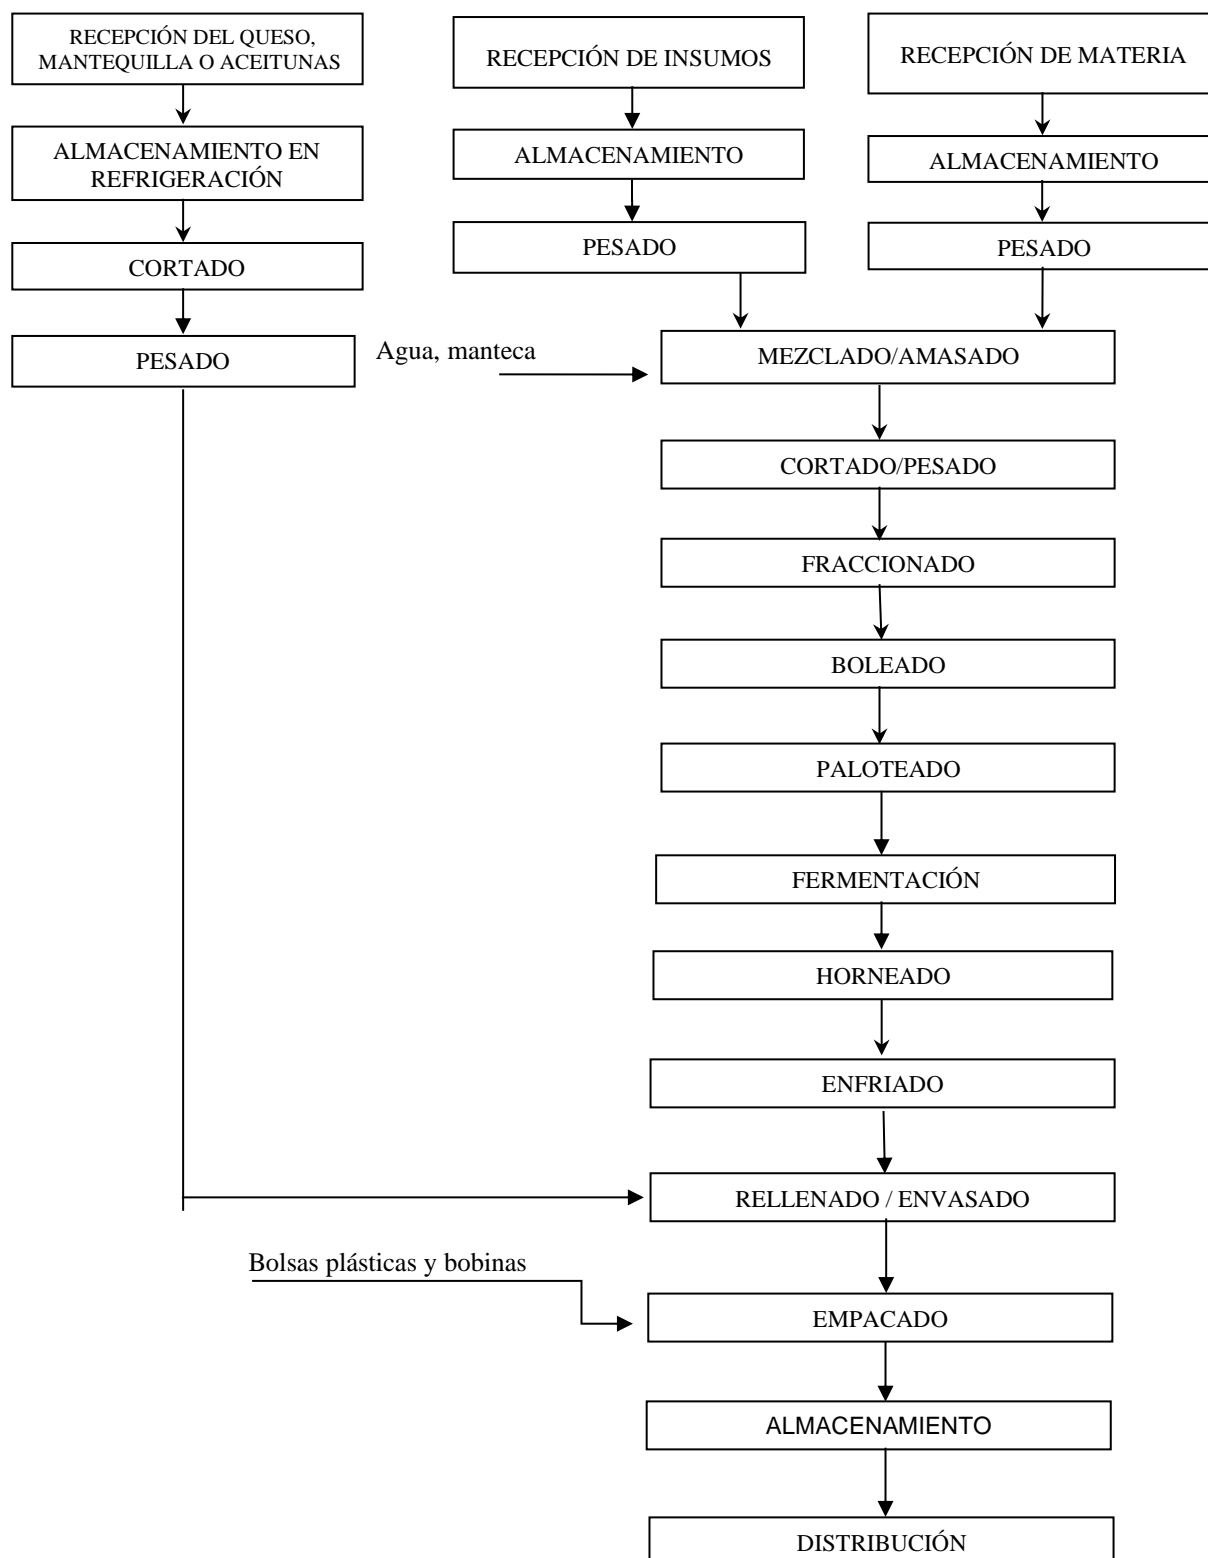 RECEPCIÓN DEL QUESO,
MANTEQUILLA O ACEITUNAS
RECEPCIÓN DE INSUMOS
RECEPCIÓN DE MATERIA
ALMACENAMIENTO EN
REFRIGERACIÓN
ALMACENAMIENTO
ALMACENAMIENTO
CORTADO
PESADO
PESADO
PESADO
Agua, manteca
MEZCLADO/AMASADO
CORTADO/PESADO
FRACCIONADO
BOLEADO
PALOTEADO
FERMENTACIÓN
HORNEADO
ENFRIADO
RELLENADO / ENVASADO
Bolsas plásticas y bobinas
EMPACADO
ALMACENAMIENTO
DISTRIBUCIÓN